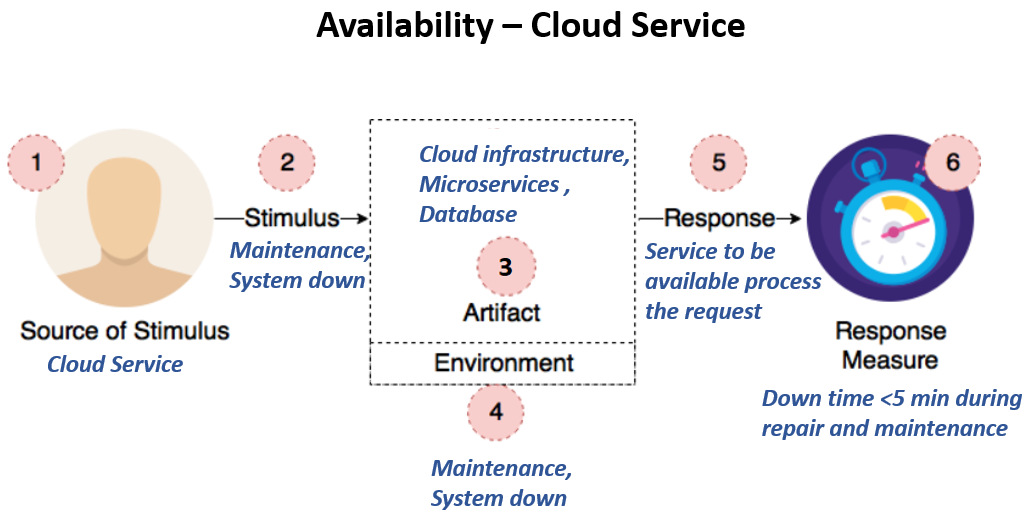 Availability – Cloud Service
1
Source of Stimulus
Cloud Service
2
Stimulus
Maintenance,
System down
Cloud infrastructure,
Microservices ,
Database
3
Artifact
Environment
4
Maintenance,
System down
5
Response
Service to be
available process
the request
6
Response
Measure
Down time <5 min during
repair and maintenance